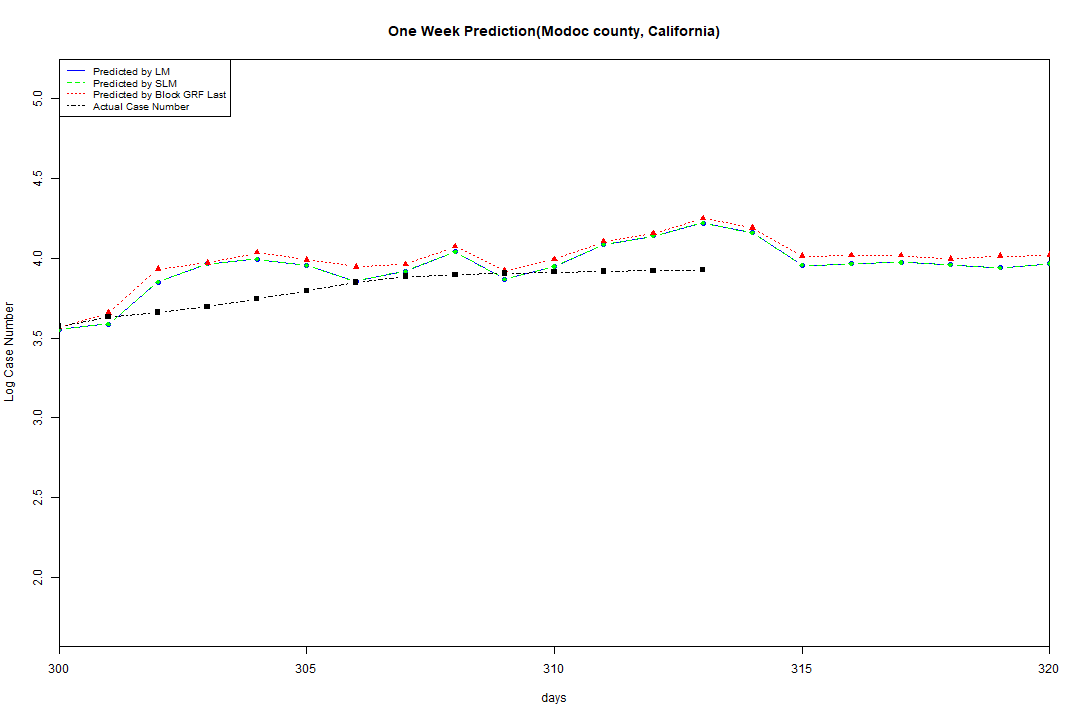 One Week Prediction(Modoc county, California)
Predicted by LM
Predicted by SLM
Predicted by Block GRF Last
Actual Case Number
5.0
4.5
4.0
3.5
3.0
2.5
2.0
Log Case Number
300 305 310 315 320
days